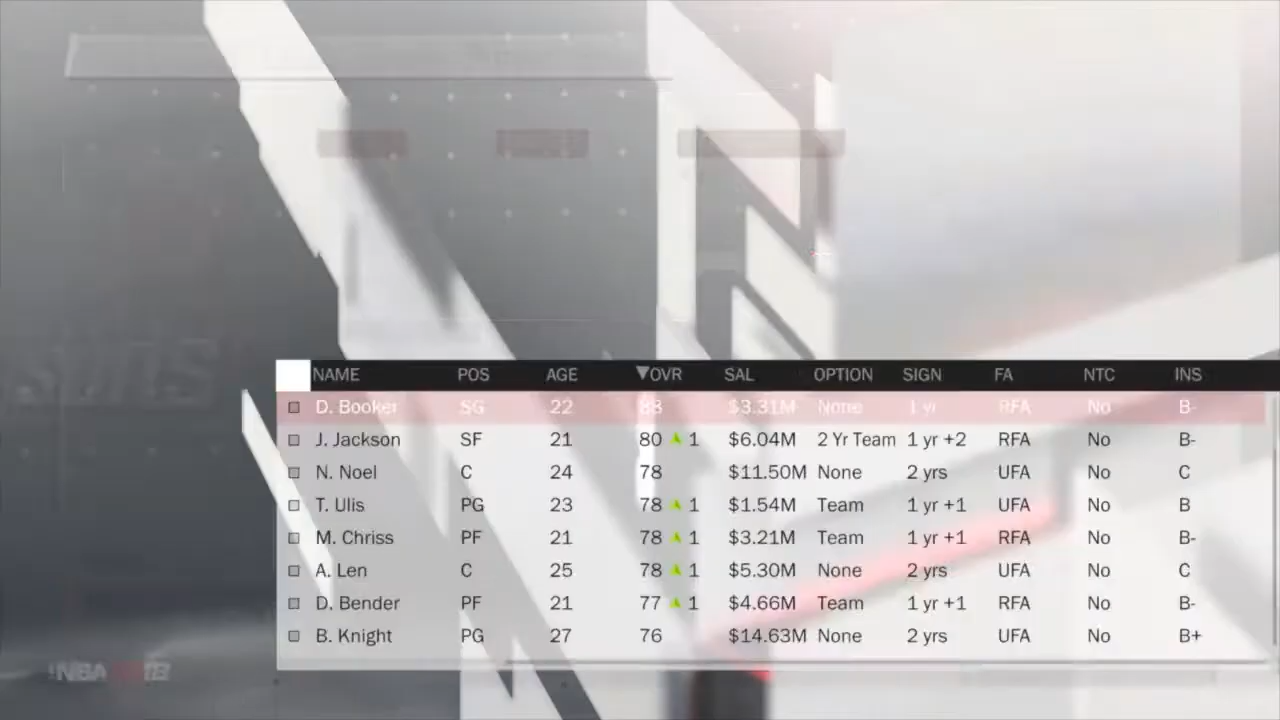 NAME POS AGE ▼OVR SAL OPTION SIGN FA NTC INS
D. Booker SG 22 88 $3.31M None 1 yr RFA No B-
J. Jackson SF 21 80 ▲ 1 $6.04M 2 Yr Team 1 yr +2 RFA No B-
N. Noel C 24 78 $11.50M None 2 yrs UFA No C
T. Ulis PG 23 78 ▲ 1 $1.54M Team 1 yr +1 UFA No B
M. Chriss PF 21 78 ▲ 1 $3.21M Team 1 yr +1 RFA No B-
A. Len C 25 78 ▲ 1 $5.30M None 2 yrs UFA No C
D. Bender PF 21 77 ▲ 1 $4.66M Team 1 yr +1 RFA No B-
B. Knight PG 27 76 $14.63M None 2 yrs UFA No B+
suns
NBA